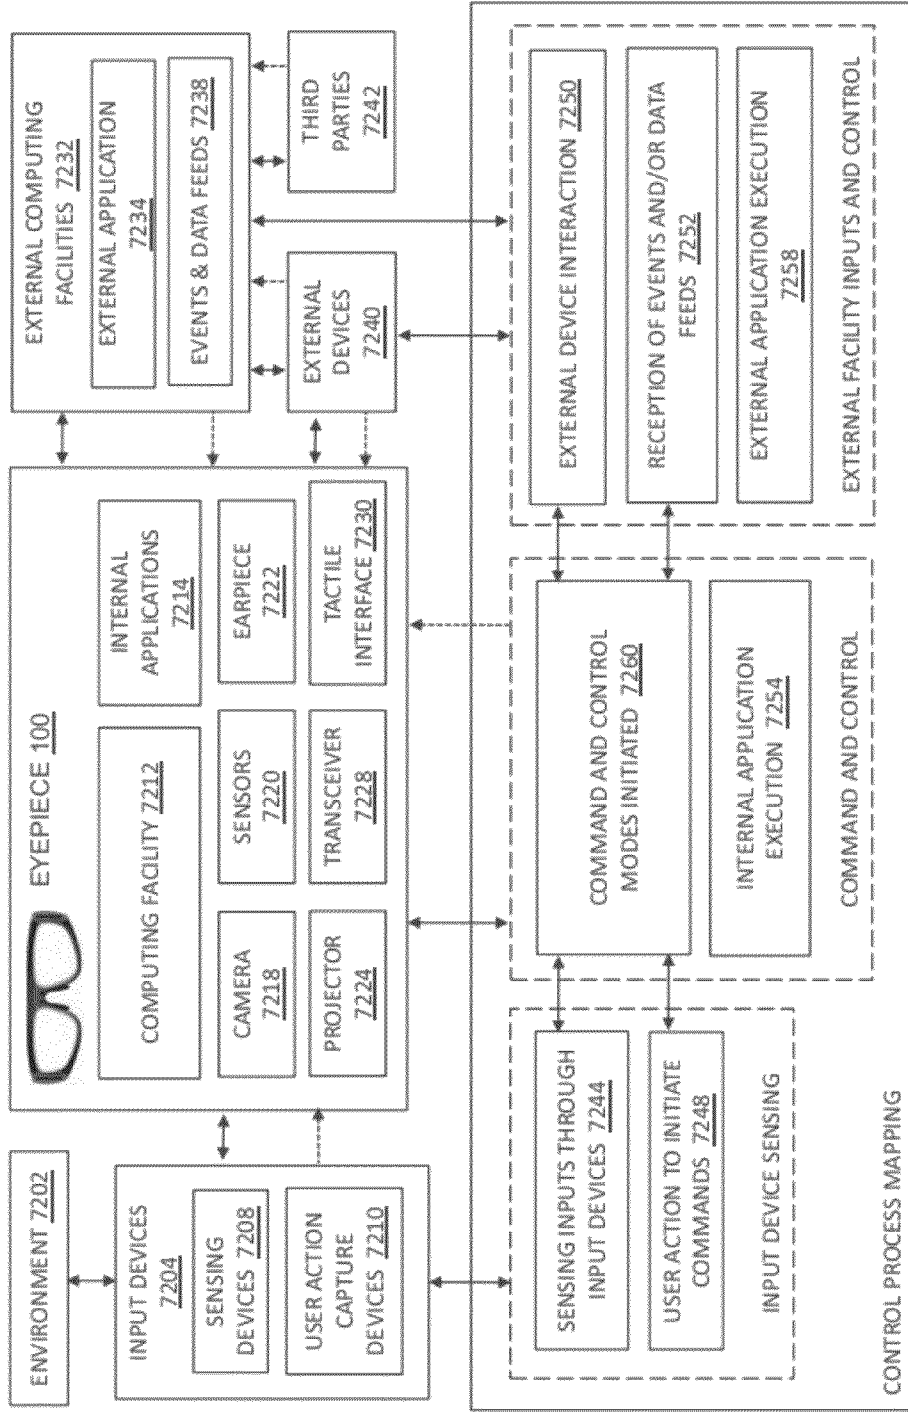 ENVIRONMENT 7202
INPUT DEVICES
7204
SENSING
DEVICES 7208
USER ACTION
CAPTURE
DEVICES 7210
EYEPIECE 100
COMPUTING FACILITY 7212
INTERNAL
APPLICATIONS
7214
CAMERA
7218
SENSORS
7220
EARPIECE
7222
PROJECTOR
7224
TRANSCEIVER
7228
TACTILE
INTERFACE 7230
EXTERNAL COMPUTING
FACILITIES 7232
EXTERNAL APPLICATION
7234
EVENTS & DATA FEEDS 7238
EXTERNAL
DEVICES
7240
THIRD
PARTIES
7242
SENSING INPUTS THROUGH
INPUT DEVICES 7244
USER ACTION TO INITIATE
COMMANDS 7248
INPUT DEVICE SENSING
COMMAND AND CONTROL
MODES INITIATED 7260
INTERNAL APPLICATION
EXECUTION 7254
COMMAND AND CONTROL
EXTERNAL DEVICE INTERACTION 7250
RECEPTION OF EVENTS AND/OR DATA
FEEDS 7252
EXTERNAL APPLICATION EXECUTION
7258
EXTERNAL FACILITY INPUTS AND CONTROL
CONTROL PROCESS MAPPING